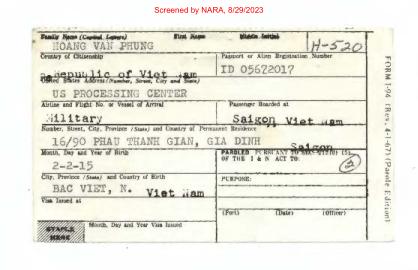 Screened by NARA, 8/29/2023
Family Name (Capital Letters) First Name Middle Initial
HOANG VAN PHUNG H-520
Country of Citizenship Passport or Alien Registration Number
Republic of Viet Nam ID 05672017
United States Address (Number, Street, City and State)
US PROCESSING CENTER
Airline and Flight No. or Vessel of Arrival Passenger Boarded at
Military Saigon Viet Nam
Number, Street, City, Province (State) and Country of Permanent Residence
16/90 PHAU THANH GIAN, GIA DINH Saigon
Month, Day and Year of Birth PAROLED PURSUANT TO
2-2-15 OF THE I & N ACT TO:
City, Province (State) and Country of Birth PURPOSE:
BAC VIET, N. Viet Nam
Visa Issued at
(Port) (Date) (Officer)
STAPLE HERE Month, Day and Year Visa Issued
FORM I-94 (Rev. 4-1-67) (Parole Edition)